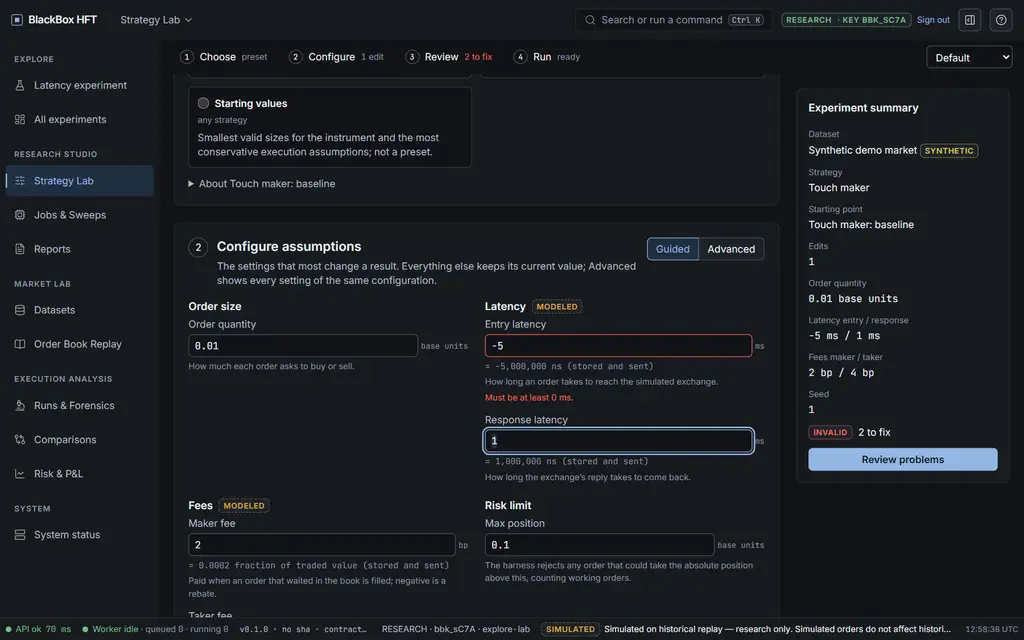 BlackBox HFT
Strategy Lab
Search or run a command Ctrl K
RESEARCH · KEY BBK_SC7A
Sign out
EXPLORE
Latency experiment
All experiments
RESEARCH STUDIO
Strategy Lab
Jobs & Sweeps
Reports
MARKET LAB
Datasets
Order Book Replay
EXECUTION ANALYSIS
Runs & Forensics
Comparisons
Risk & P&L
SYSTEM
System status
1 Choose preset
2 Configure 1 edit
3 Review 2 to fix
4 Run ready
Default
Starting values
any strategy
Smallest valid sizes for the instrument and the most
conservative execution assumptions; not a preset.
About Touch maker: baseline
2 Configure assumptions
The settings that most change a result. Everything else keeps its current value; Advanced
shows every setting of the same configuration.
Guided Advanced
Order size
Order quantity
0.01 base units
How much each order asks to buy or sell.
Latency MODELED
Entry latency
-5 ms
= -5,000,000 ns (stored and sent)
How long an order takes to reach the simulated exchange.
Must be at least 0 ms.
Response latency
1 ms
= 1,000,000 ns (stored and sent)
How long the exchange's reply takes to come back.
Fees MODELED
Maker fee
2 bp
= 0.0002 fraction of traded value (stored and sent)
Paid when an order that waited in the book is filled; negative is a
rebate.
Taker fee
Risk limit
Max position
0.1 base units
The harness rejects any order that could take the absolute position
above this, counting working orders.
Experiment summary
Dataset
Synthetic demo market SYNTHETIC
Strategy
Touch maker
Starting point
Touch maker: baseline
Edits
1
Order quantity
0.01 base units
Latency entry / response
-5 ms / 1 ms
Fees maker / taker
2 bp / 4 bp
Seed
1
INVALID 2 to fix
Review problems
API ok 70 ms
Worker idle · queued 0 · running 0
v0.1.0 · no sha · contract…
RESEARCH · bbk_sC7A · explore-lab
SIMULATED
Simulated on historical replay — research only. Simulated orders do not affect histori…
12:58:38 UTC